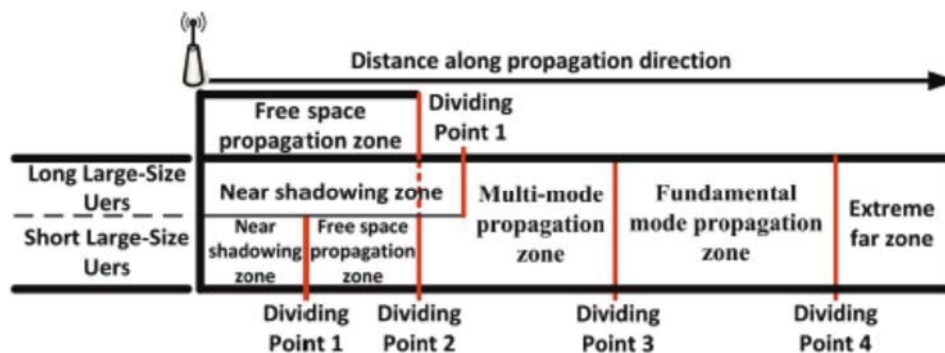 Distance along propagation direction
Free space
propagation zone
Dividing
Point 1
Long Large-Size
Uers
Near shadowing zone
Multi-mode
propagation
zone
Fundamental
mode propagation
zone
Extreme
far zone
Short Large-Size
Uers
Near
shadowing
zone
Free space
propagation
zone
Dividing
Point 1
Dividing
Point 2
Dividing
Point 3
Dividing
Point 4